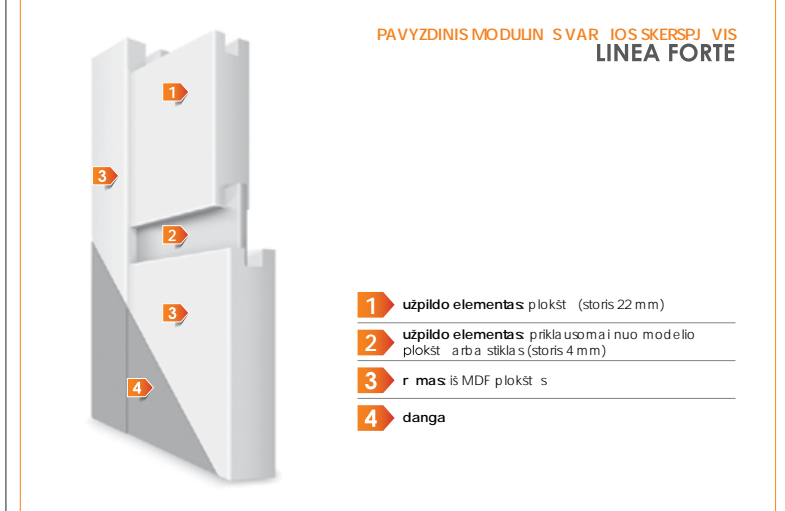 PAVYZDINIS MODULIN S VAR IOS SKERSPJ VIS
LINEA FORTE
1
3
2
3
4
1 užpildo elementas: plokšt (storis 22 mm)
2 užpildo elementas: priklausomai nuo modelio
plokšt arba stiklas (storis 4 mm)
3 r mas: iš MDF plokšt s
4 danga